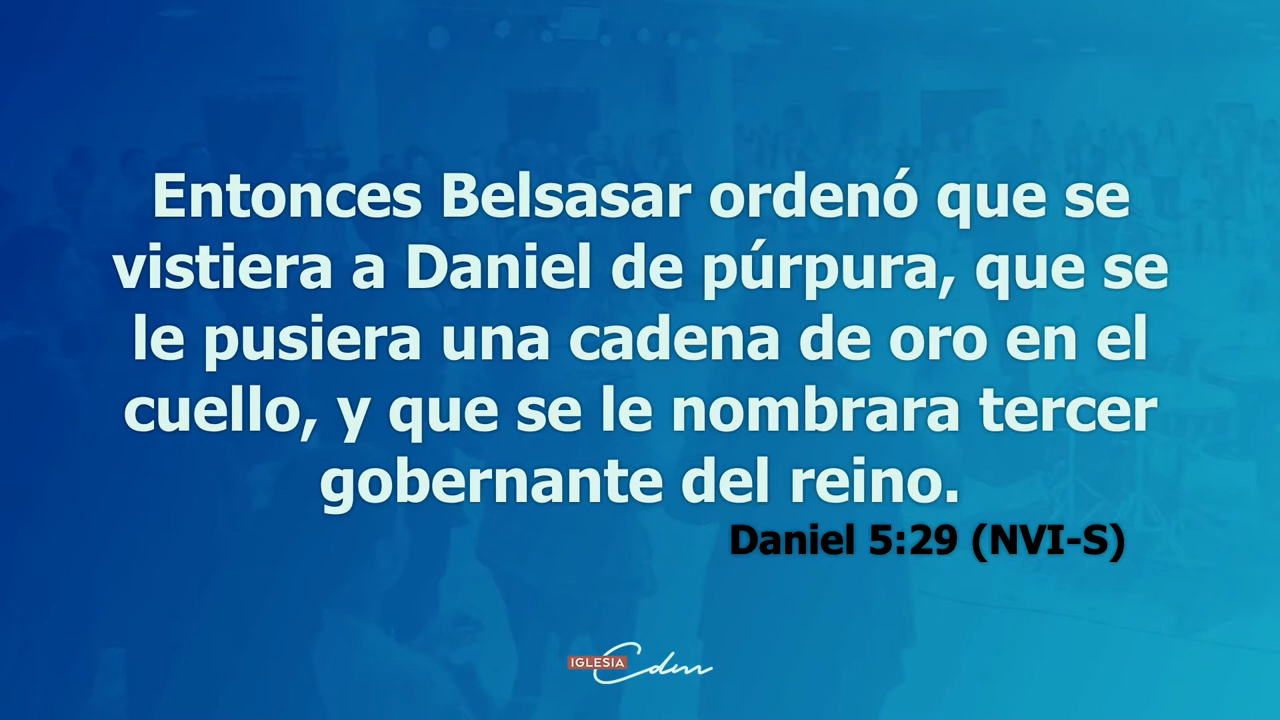 Entonces Belsasar ordenó que se
vistiera a Daniel de púrpura, que se
le pusiera una cadena de oro en el
cuello, y que se le nombrara tercer
gobernante del reino.
Daniel 5:29 (NVI-S)
IGLESIA Cdm